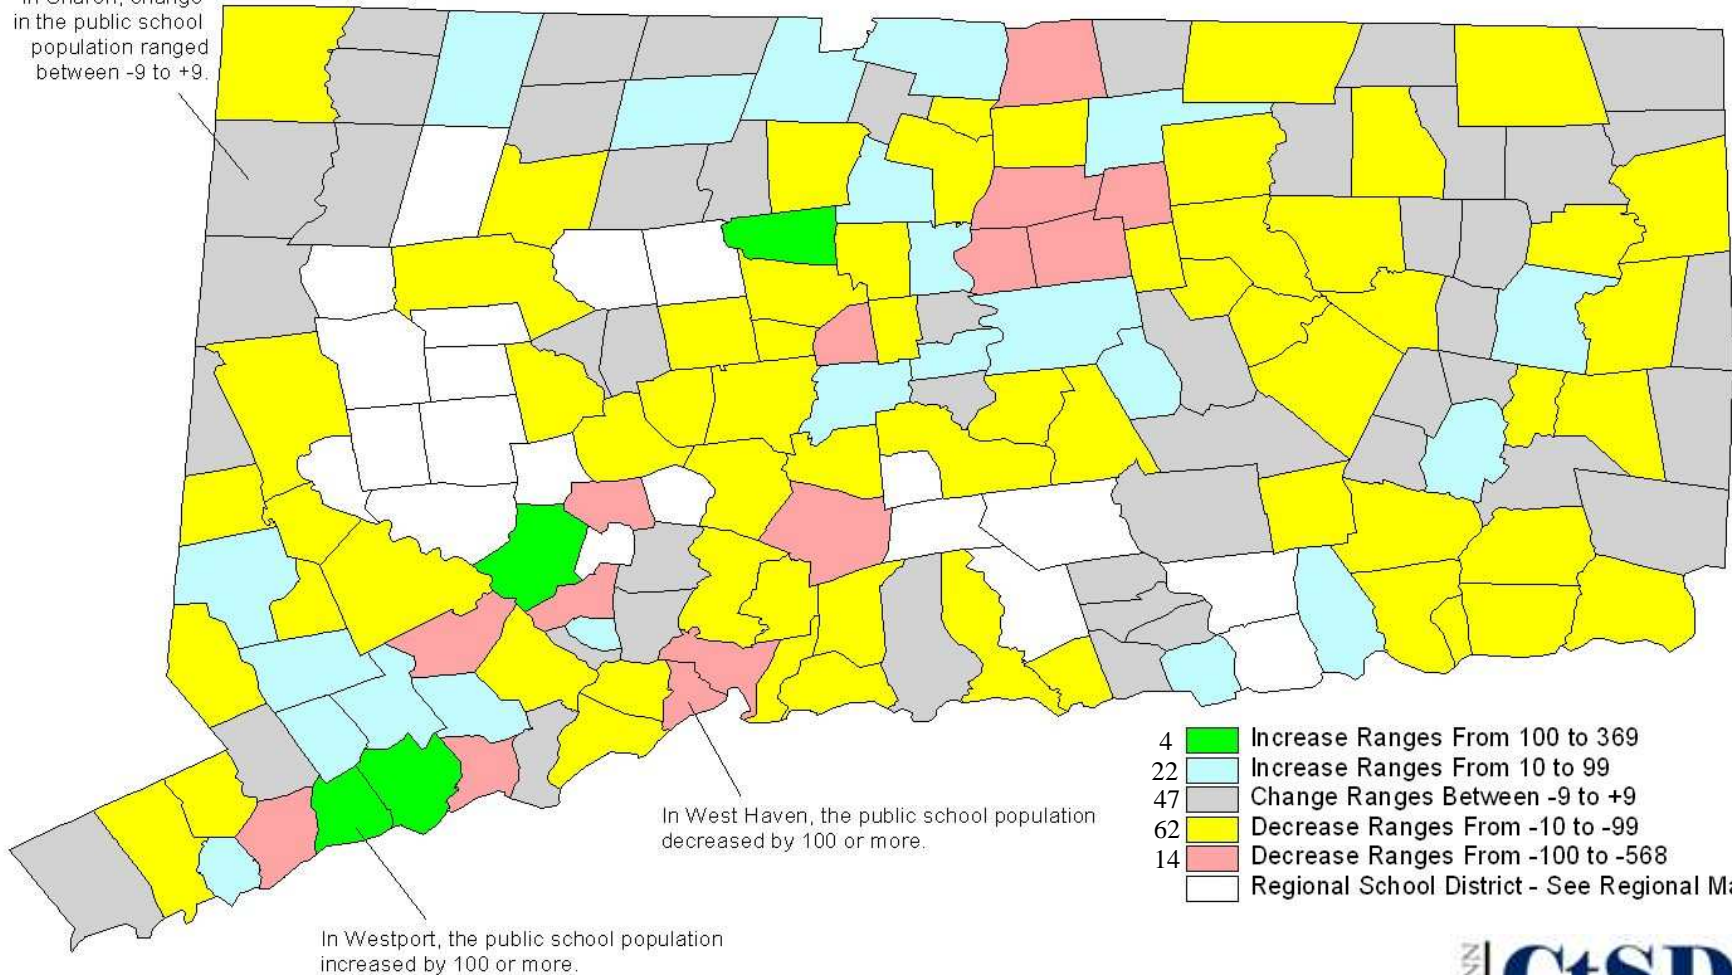 in the public school
population ranged
between -9 to +9.
In West Haven, the public school population
decreased by 100 or more.
In Westport, the public school population
increased by 100 or more.
4 Increase Ranges From 100 to 369
22 Increase Ranges From 10 to 99
47 Change Ranges Between -9 to +9
62 Decrease Ranges From -10 to -99
14 Decrease Ranges From -100 to -568
Regional School District - See Regional